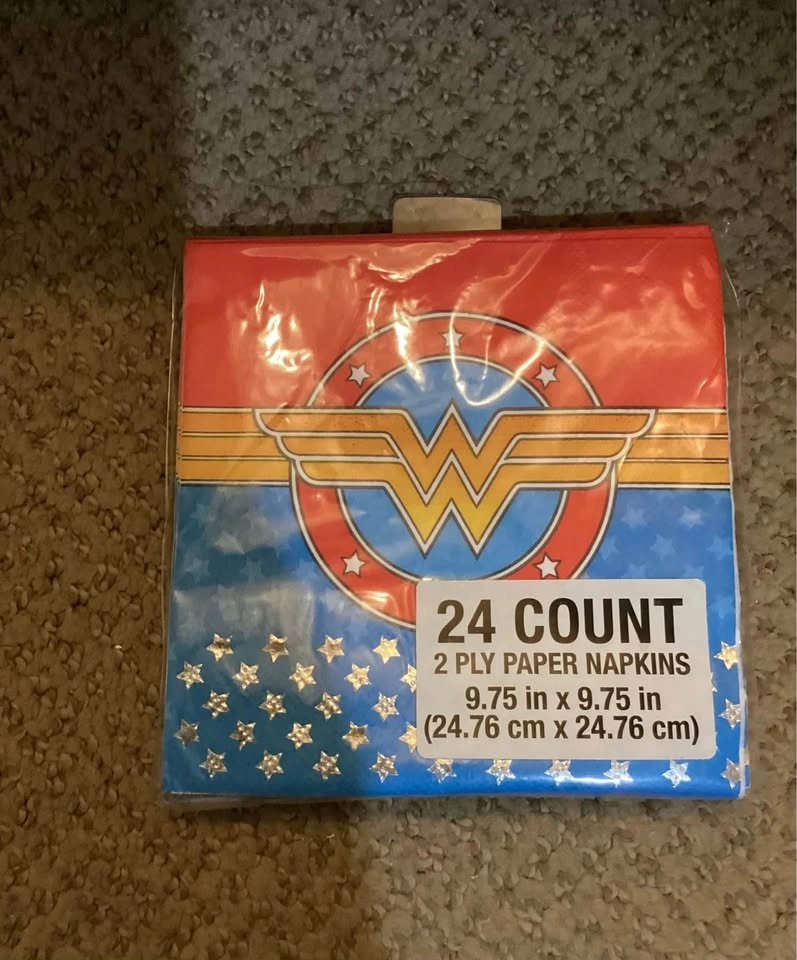 24 COUNT
2 PLY PAPER NAPKINS
9.75 in x 9.75 in
(24.76 cm x 24.76 cm)